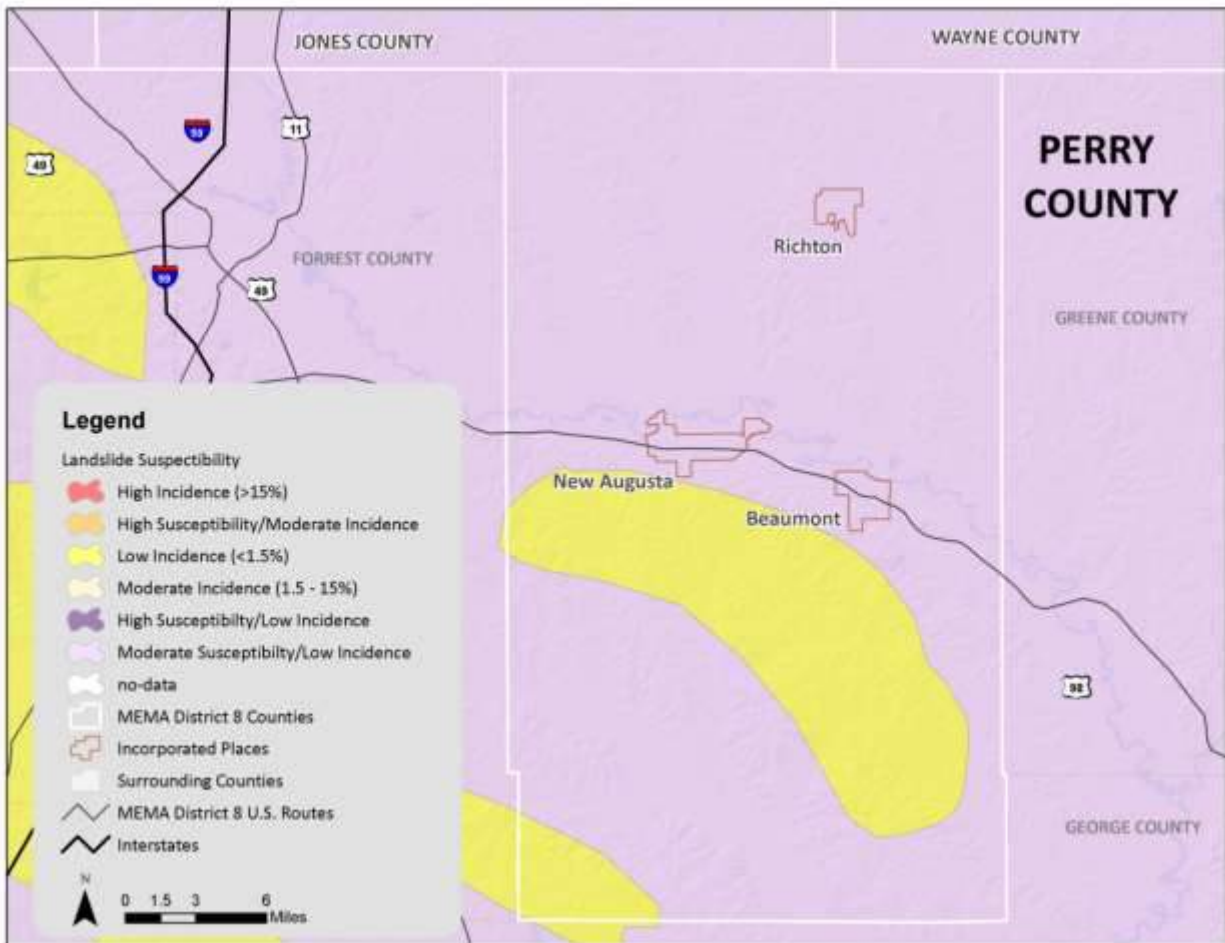 JONES COUNTY
WAYNE COUNTY
PERRY
COUNTY
59
11
49
Richton
FORREST COUNTY
59
49
GREENE COUNTY
New Augusta
Beaumont
98
GEORGE COUNTY
Legend
Landslide Suspectibility
High Incidence (>15%)
High Susceptibility/Moderate Incidence
Low Incidence (<1.5%)
Moderate Incidence (1.5 - 15%)
High Susceptibilty/Low Incidence
Moderate Susceptibilty/Low Incidence
no-data
MEMA District 8 Counties
Incorporated Places
Surrounding Counties
MEMA District 8 U.S. Routes
Interstates
N
0 1.5 3 6
Miles